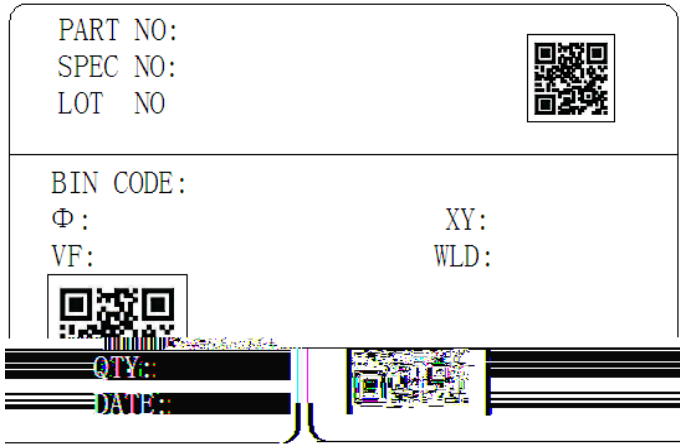 PART NO:
SPEC NO:
LOT NO
BIN CODE:
Φ: XY:
VF: WLD:
QTY:
DATE: